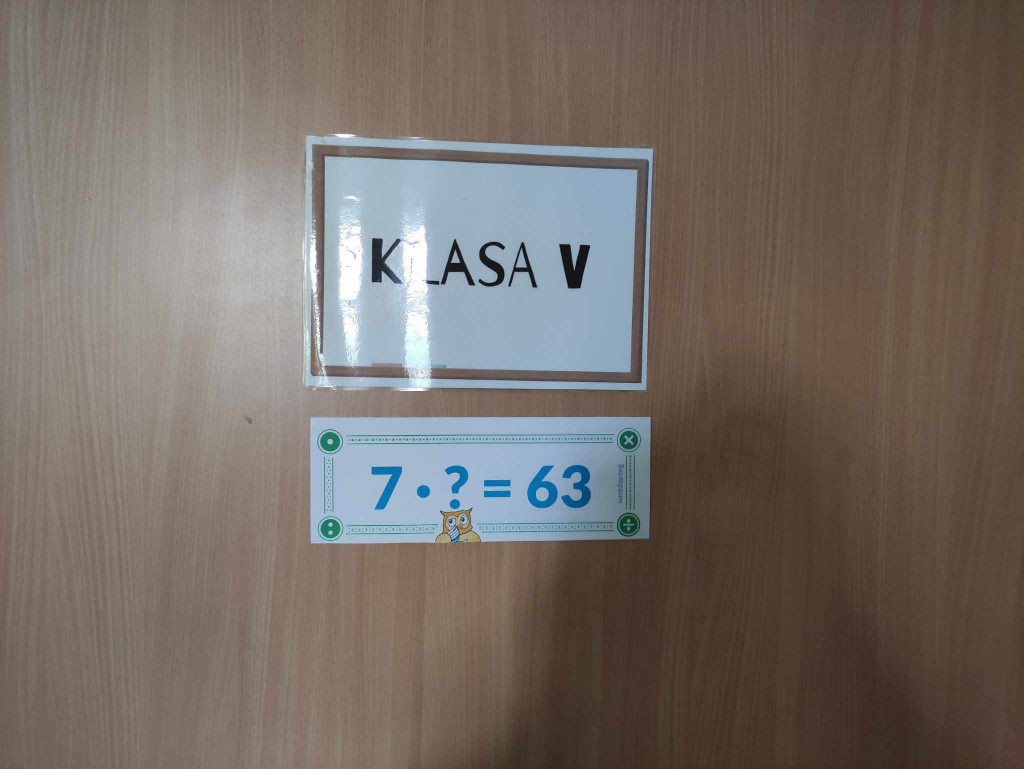 KLASA V
7 · ? = 63